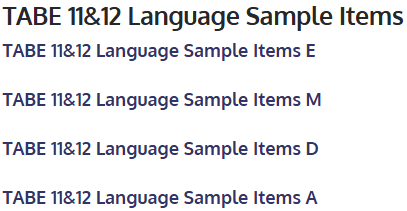 TABE 11&12 Language Sample Items
TABE 11&12 Language Sample Items E
TABE 11&12 Language Sample Items M
TABE 11&12 Language Sample Items D
TABE 11&12 Language Sample Items A